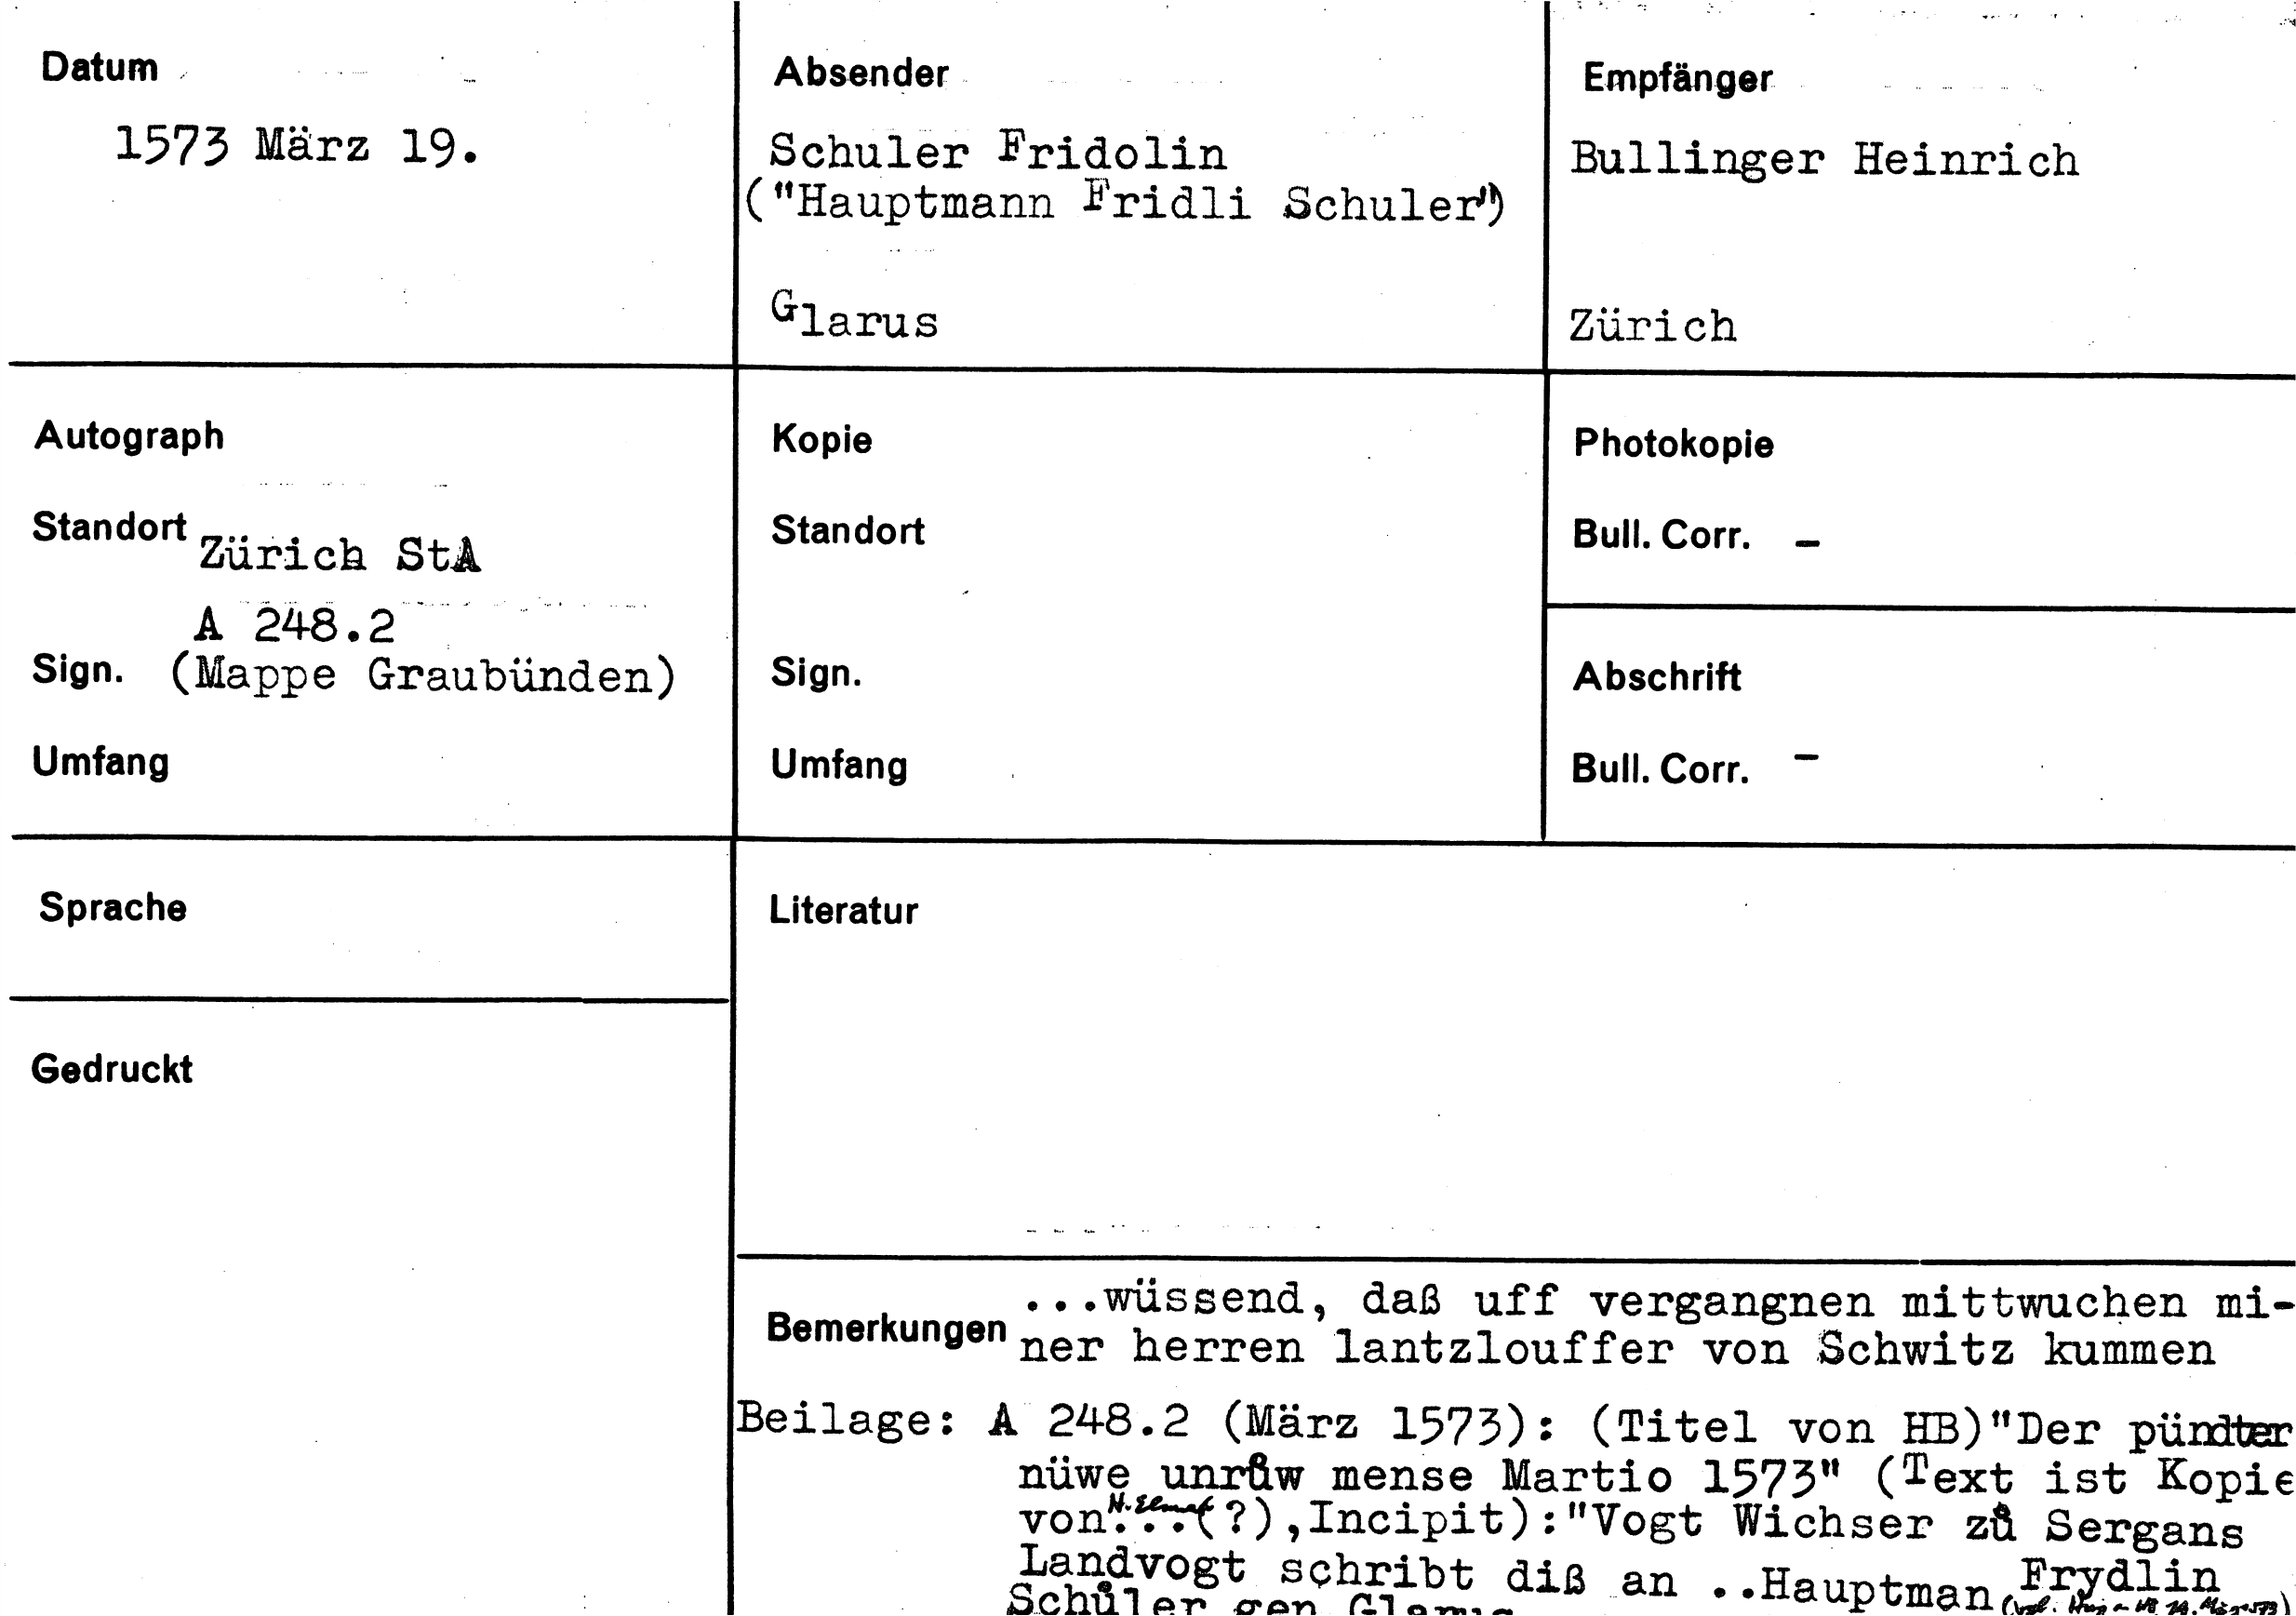 Datum
1573 März 19.
Absender
Schuler Fridolin
("Hauptmann Fridli Schuler")
Glarus
Empfänger
Bullinger Heinrich
Zürich
Autograph
Standort Zürich StA
A 248.2
Sign. (Mappe Graubünden)
Umfang
Kopie
Standort
Sign.
Umfang
Photokopie
Bull. Corr. -
Abschrift
Bull. Corr. -
Sprache
Gedruckt
Literatur
Bemerkungen
...wüssend, daß uff vergangnen mittwuchen mi-
ner herren lantzlouffer von Schwitz kummen
Beilage: A 248.2 (März 1573): (Titel von HB)"Der pündter
nüwe unrůw mense Martio 1573" (Text ist Kopie
von...(?),Incipit):"Vogt Wichser zů Sergans
Landvogt schribt diß an ..Hauptman Frydlin
Schůler gen Glarus